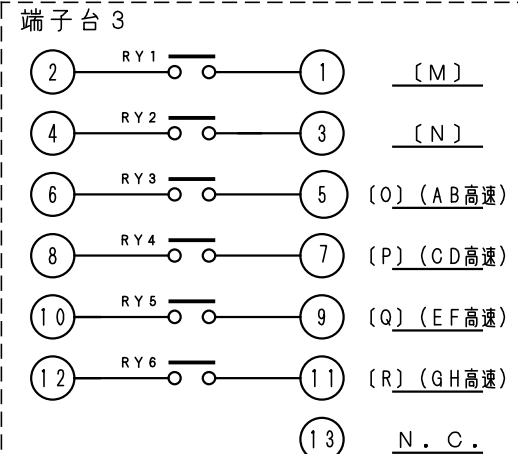 端子台3
② RY1 ① 〔M〕
④ RY2 ③ 〔N〕
⑥ RY3 ⑤ 〔O〕(AB高速)
⑧ RY4 ⑦ 〔P〕(CD高速)
⑩ RY5 ⑨ 〔Q〕(EF高速)
⑫ RY6 ⑪ 〔R〕(GH高速)
⑬ N.C.